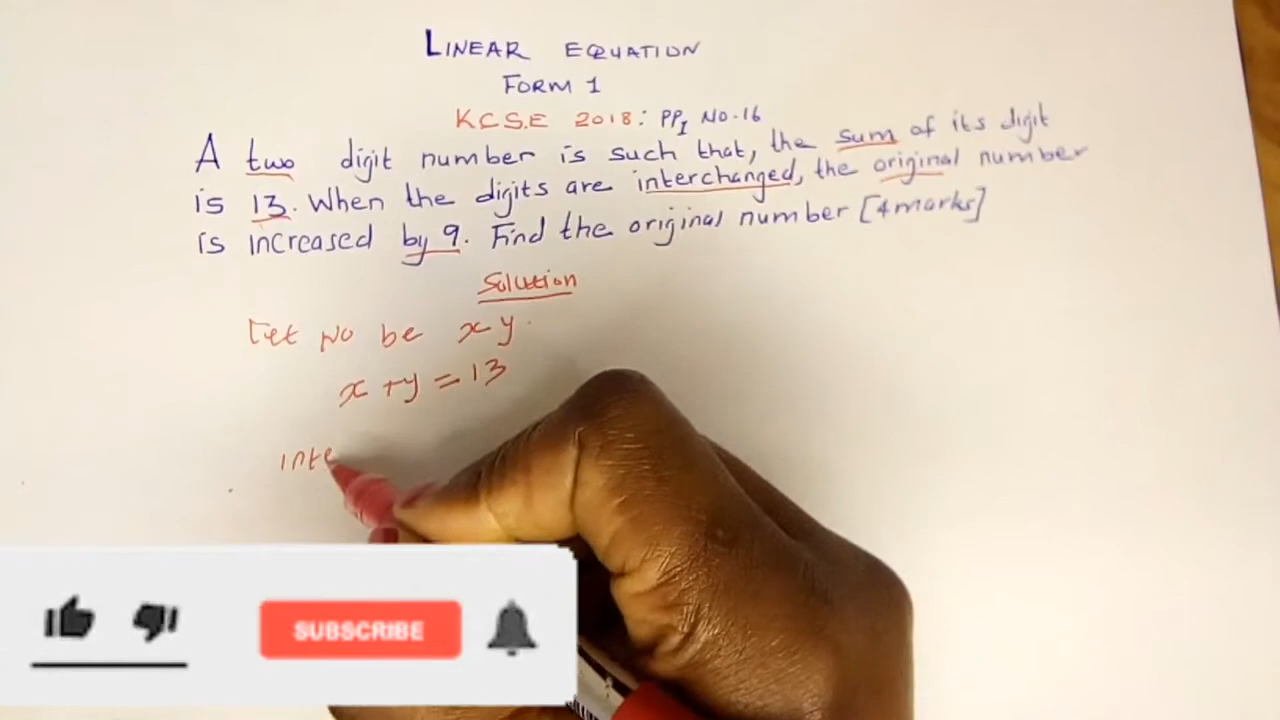 LINEAR EQUATION
FORM 1
KCSE 2018: PPI NO.16
A two digit number is such that, the sum of its digit
is 13. When the digits are interchanged, the original number
is increased by 9. Find the original number [4marks]
Solution
Let No be xy.
x+y=13
inte
SUBSCRIBE